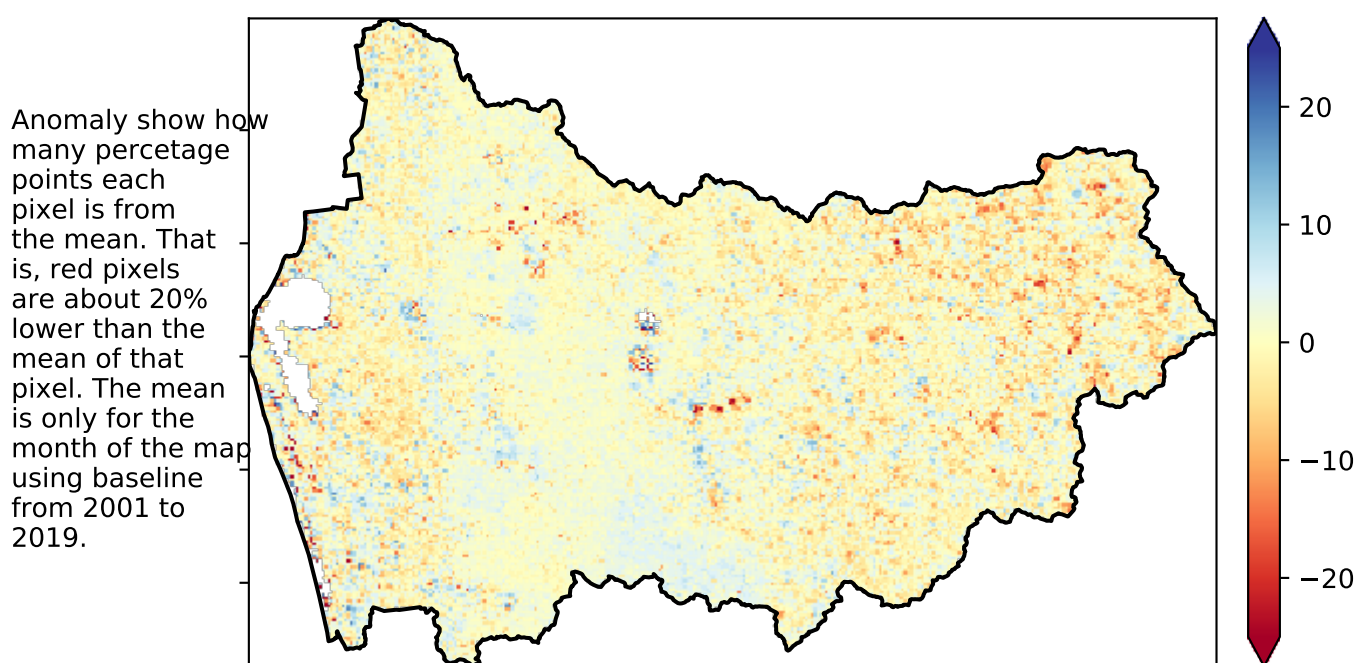 Anomaly show how
many percetage
points each
pixel is from
the mean. That
is, red pixels
are about 20%
lower than the
mean of that
pixel. The mean
is only for the
month of the map
using baseline
from 2001 to
2019.
20
10
0
−10
−20